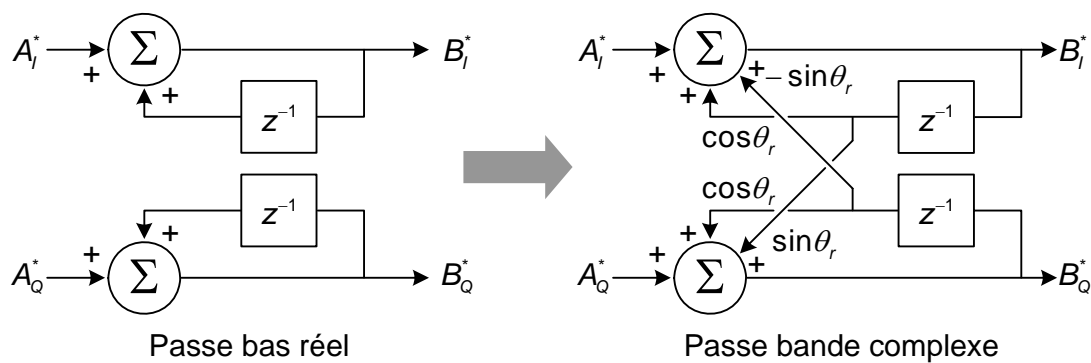 A*I Σ B*I
+ +
z⁻¹
z⁻¹
+ +
A*Q Σ B*Q
Passe bas réel
A*I Σ B*I
+ + + − sinθr
z⁻¹
cosθr
cosθr
z⁻¹
+ + sinθr
A*Q Σ + B*Q
Passe bande complexe